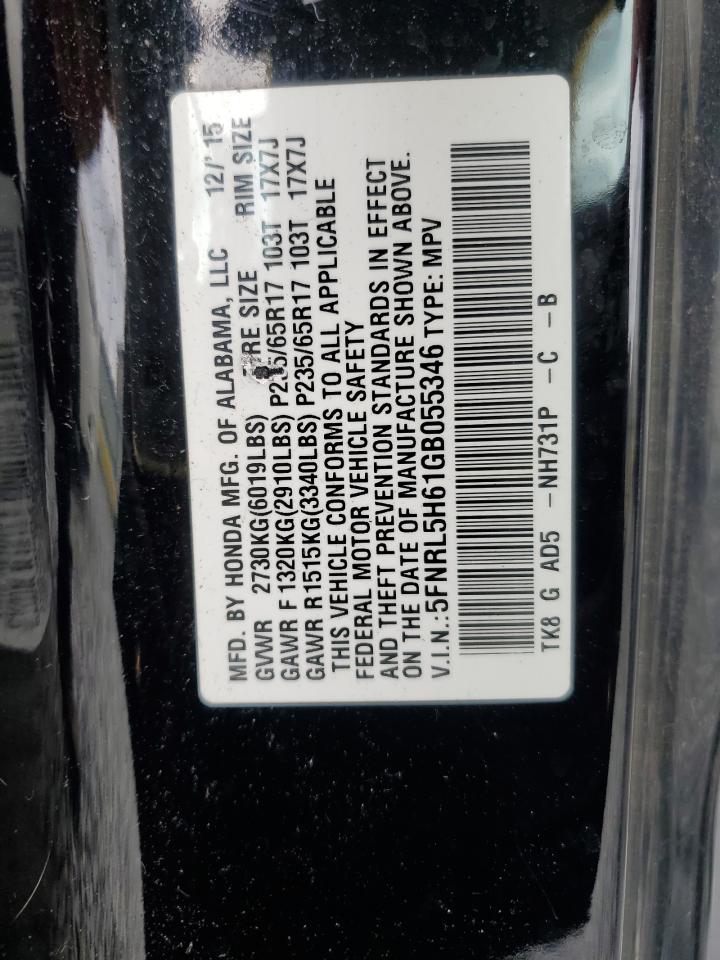 MFD. BY HONDA MFG. OF ALABAMA, LLC 12/'15
GVWR 2730KG(6019LBS) RIM SIZE
GAWR F 1320KG(2910LBS) 103T 17X7J
GAWR R 1515KG(3340LBS) P235/65R17 103T 17X7J
THIS VEHICLE CONFORMS TO ALL APPLICABLE
FEDERAL MOTOR VEHICLE SAFETY
AND THEFT PREVENTION STANDARDS IN EFFECT
ON THE DATE OF MANUFACTURE SHOWN ABOVE.
V.I.N.:5FNRL5H61GB055346 TYPE: MPV
TK8 G AD5 -NH731P -C -B